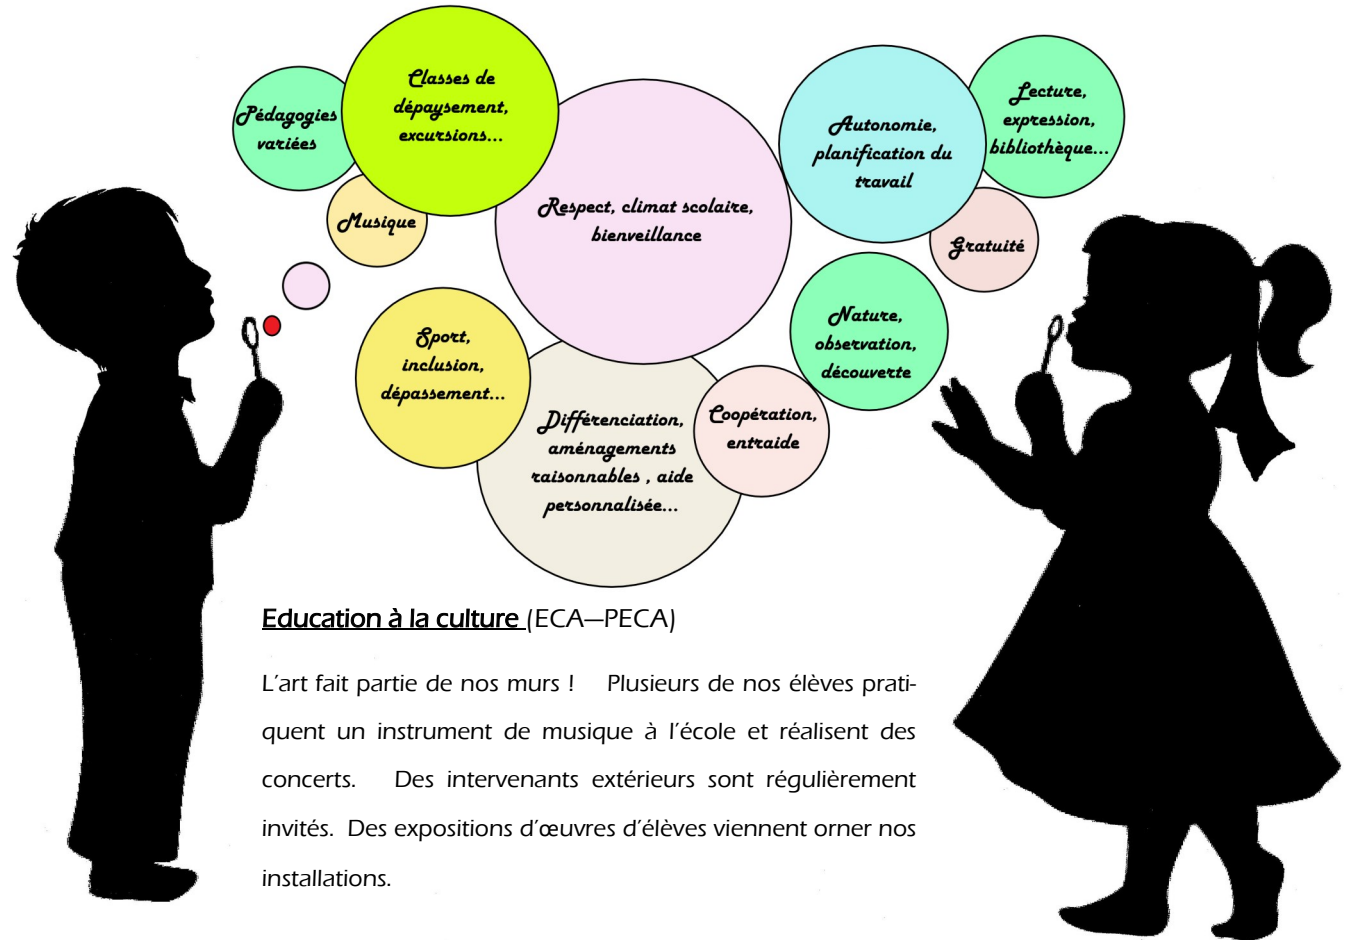 Pédagogies
variées
Classes de
dépaysement,
excursions...
Musique
Respect, climat scolaire,
bienveillance
Autonomie,
planification du
travail
Lecture,
expression,
bibliothèque...
Gratuité
Sport,
inclusion,
dépassement...
Nature,
observation,
découverte
Différenciation,
aménagements
raisonnables , aide
personnalisée...
Coopération,
entraide
Education à la culture (ECA—PECA)
L'art fait partie de nos murs ! Plusieurs de nos élèves prati-
quent un instrument de musique à l'école et réalisent des
concerts. Des intervenants extérieurs sont régulièrement
invités. Des expositions d'œuvres d'élèves viennent orner nos
installations.